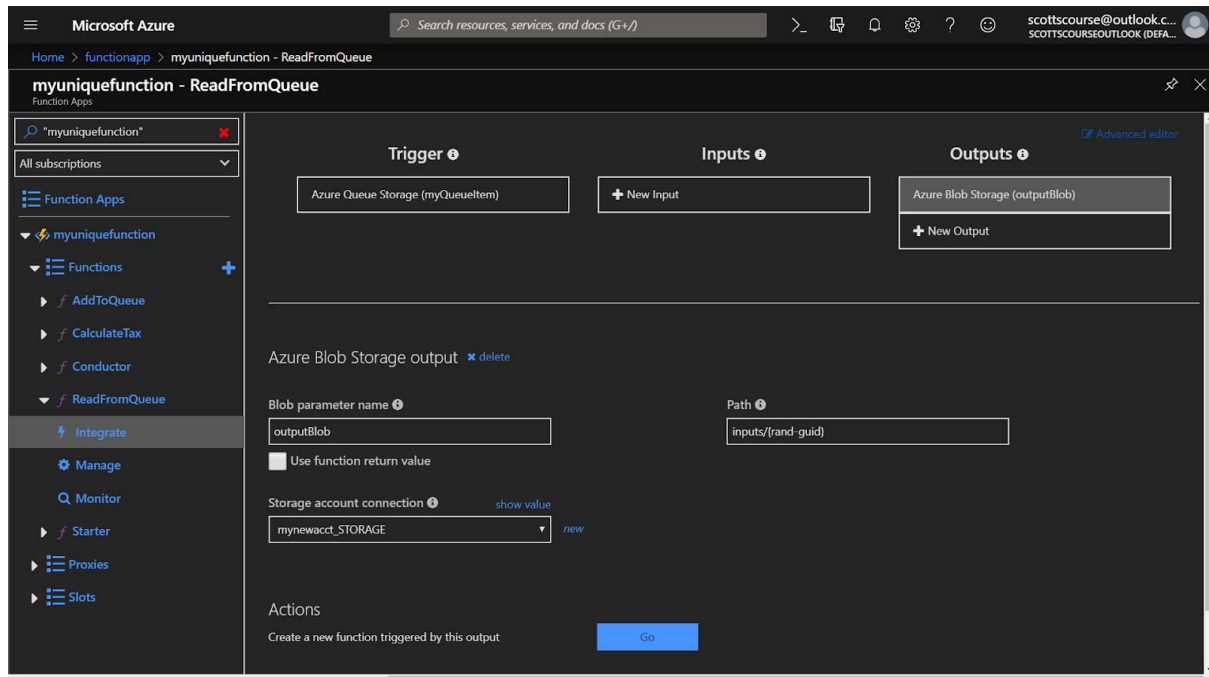 Microsoft Azure
Search resources, services, and docs (G+/)
scottscourse@outlook.c...
SCOTTSCOURSEOUTLOOK (DEFA...
Home > functionapp > myuniquefunction - ReadFromQueue
myuniquefunction - ReadFromQueue
Function Apps
"myuniquefunction"
All subscriptions
Function Apps
myuniquefunction
Functions
AddToQueue
CalculateTax
Conductor
ReadFromQueue
Integrate
Manage
Monitor
Starter
Proxies
Slots
Advanced editor
Trigger
Inputs
Outputs
Azure Queue Storage (myQueueItem)
New Input
Azure Blob Storage (outputBlob)
New Output
Azure Blob Storage output delete
Blob parameter name
outputBlob
Use function return value
Path
inputs/{rand-guid}
Storage account connection show value
mynewacct_STORAGE new
Actions
Create a new function triggered by this output Go